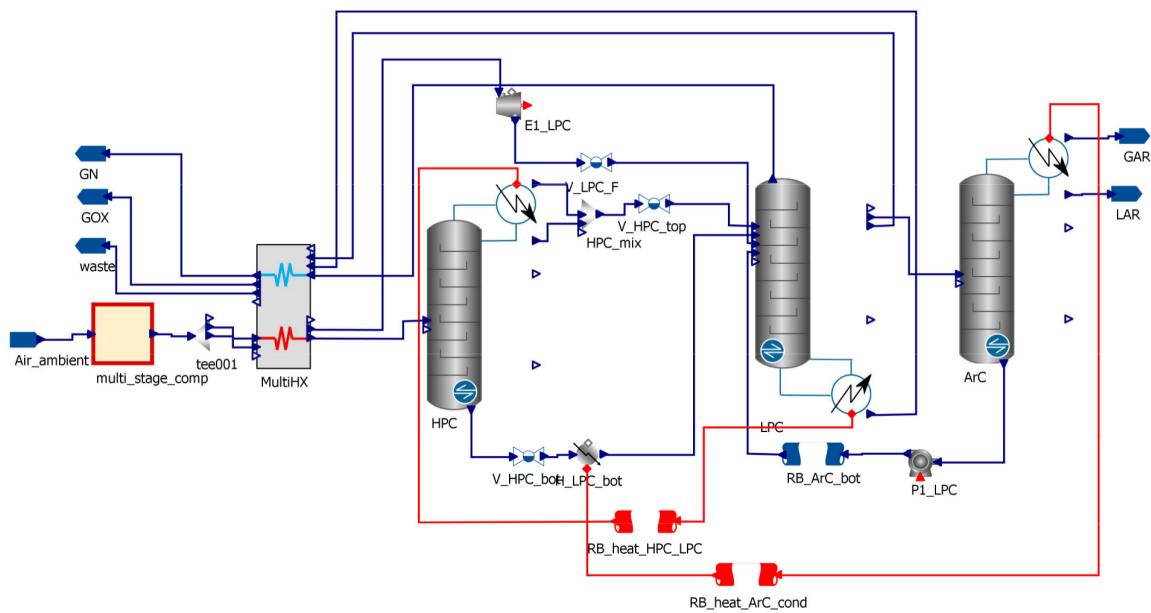 E1_LPC
GAR
GN
V_LPC_F
LAR
GOX
V_HPC_top
HPC_mix
waste
Air_ambient
multi_stage_comp
tee001
MultiHX
ArC
HPC
LPC
V_HPC_bot
H_LPC_bot
RB_ArC_bot
P1_LPC
RB_heat_HPC_LPC
RB_heat_ArC_cond